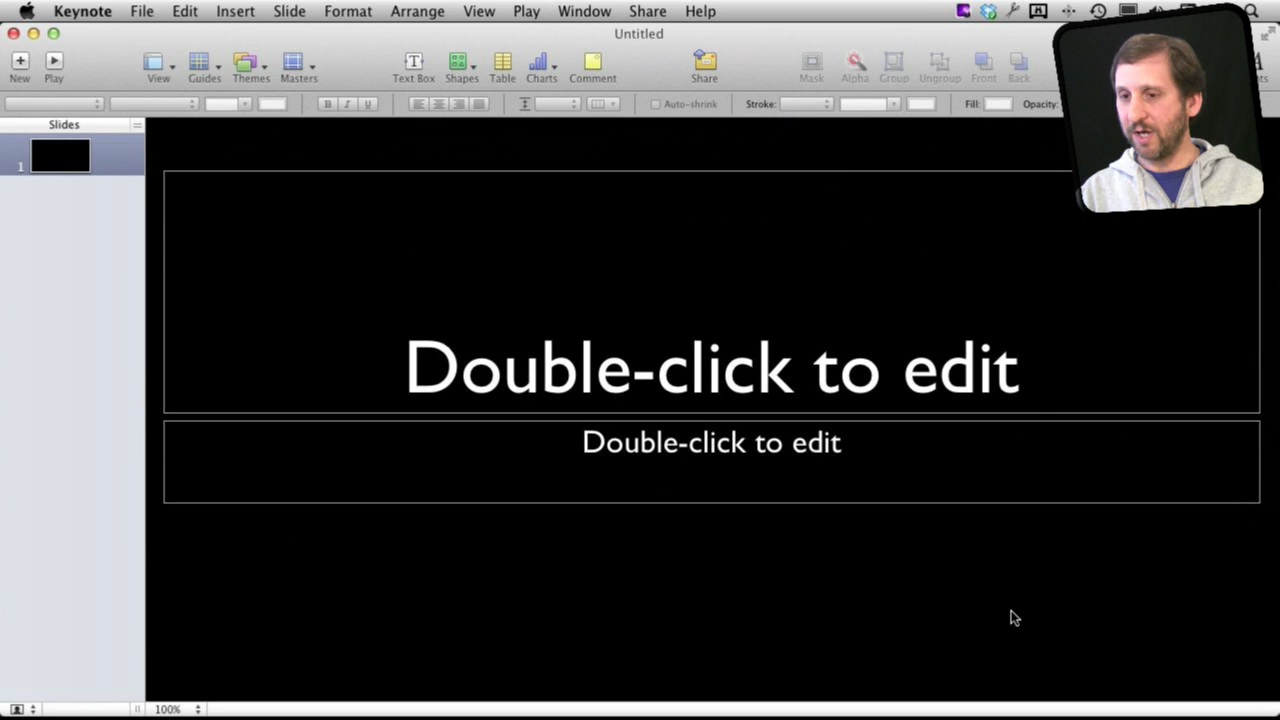 Keynote File Edit Insert Slide Format Arrange View Play Window Share Help
Untitled
New Play View Guides Themes Masters Text Box Shapes Table Charts Comment Share Mask Alpha Group Ungroup Front Back
B I U Auto-shrink Stroke: Fill: Opacity:
Slides
1
Double-click to edit
Double-click to edit
100%